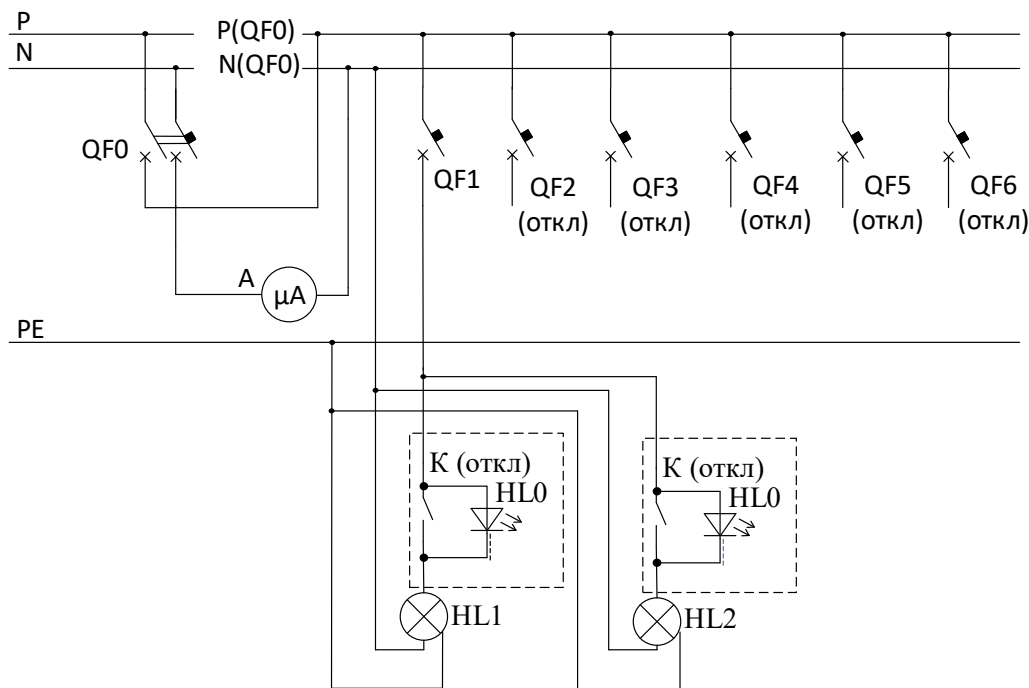 P
P(QF0)
N
N(QF0)
QF0
QF1
QF2
(откл)
QF3
(откл)
QF4
(откл)
QF5
(откл)
QF6
(откл)
A
µA
PE
К (откл)
HL0
К (откл)
HL0
HL1
HL2